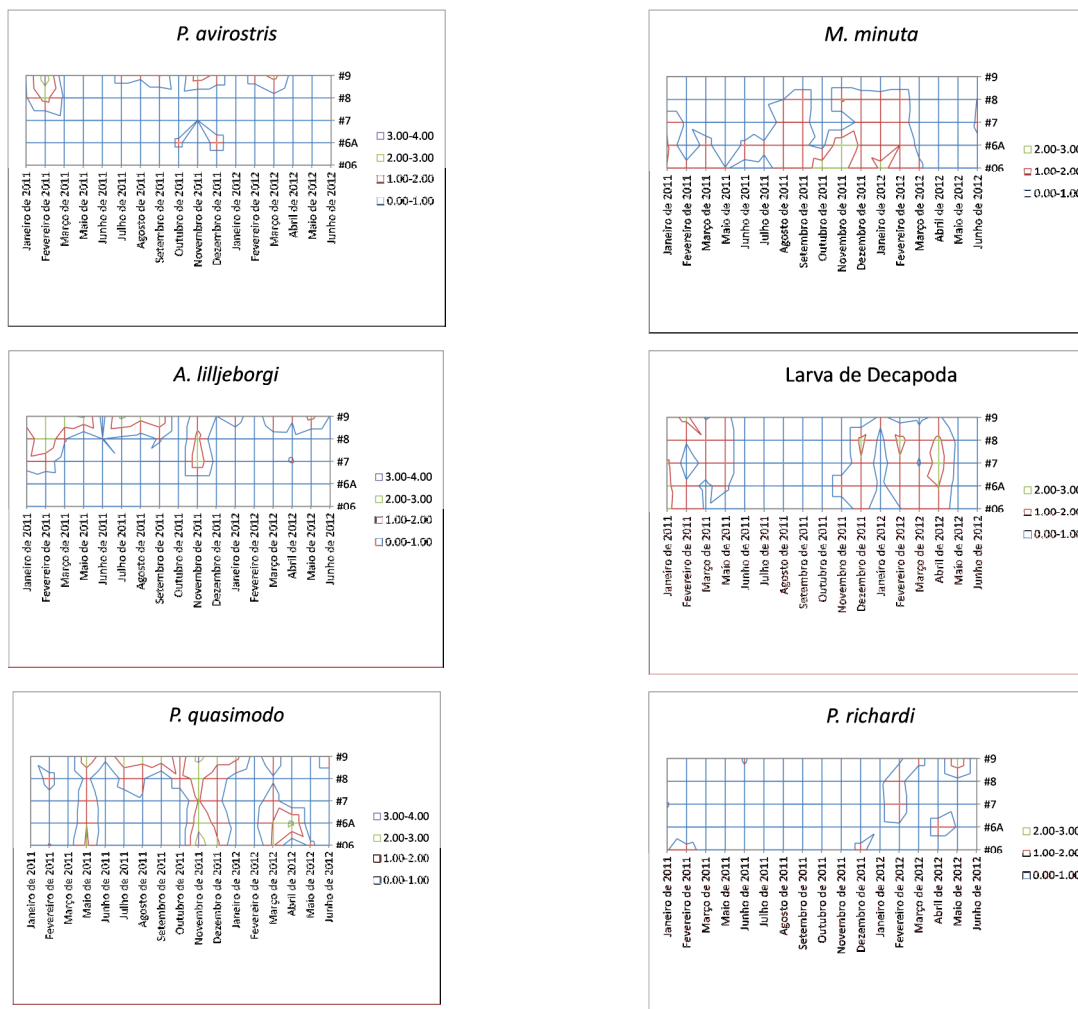 P. avirostris
#9
#8
#7
#6A
#06
3.00-4.00
2.00-3.00
1.00-2.00
0.00-1.00
Janeiro de 2011
Fevereiro de 2011
Março de 2011
Maio de 2011
Junho de 2011
Julho de 2011
Agosto de 2011
Setembro de 2011
Outubro de 2011
Novembro de 2011
Dezembro de 2011
Janeiro de 2012
Fevereiro de 2012
Março de 2012
Abril de 2012
Maio de 2012
Junho de 2012
M. minuta
#9
#8
#7
#6A
#06
2.00-3.00
1.00-2.00
0.00-1.00
Janeiro de 2011
Fevereiro de 2011
Março de 2011
Maio de 2011
Junho de 2011
Julho de 2011
Agosto de 2011
Setembro de 2011
Outubro de 2011
Novembro de 2011
Dezembro de 2011
Janeiro de 2012
Fevereiro de 2012
Março de 2012
Abril de 2012
Maio de 2012
Junho de 2012
A. lilljeborgi
#9
#8
#7
#6A
#06
3.00-4.00
2.00-3.00
1.00-2.00
0.00-1.00
Janeiro de 2011
Fevereiro de 2011
Março de 2011
Maio de 2011
Junho de 2011
Julho de 2011
Agosto de 2011
Setembro de 2011
Outubro de 2011
Novembro de 2011
Dezembro de 2011
Janeiro de 2012
Fevereiro de 2012
Março de 2012
Abril de 2012
Maio de 2012
Junho de 2012
Larva de Decapoda
#9
#8
#7
#6A
#06
2.00-3.00
1.00-2.00
0.00-1.00
Janeiro de 2011
Fevereiro de 2011
Março de 2011
Maio de 2011
Junho de 2011
Julho de 2011
Agosto de 2011
Setembro de 2011
Outubro de 2011
Novembro de 2011
Dezembro de 2011
Janeiro de 2012
Fevereiro de 2012
Março de 2012
Abril de 2012
Maio de 2012
Junho de 2012
P. quasimodo
#9
#8
#7
#6A
#06
3.00-4.00
2.00-3.00
1.00-2.00
0.00-1.00
Janeiro de 2011
Fevereiro de 2011
Março de 2011
Maio de 2011
Junho de 2011
Julho de 2011
Agosto de 2011
Setembro de 2011
Outubro de 2011
Novembro de 2011
Dezembro de 2011
Janeiro de 2012
Fevereiro de 2012
Março de 2012
Abril de 2012
Maio de 2012
Junho de 2012
P. richardi
#9
#8
#7
#6A
#06
2.00-3.00
1.00-2.00
0.00-1.00
Janeiro de 2011
Fevereiro de 2011
Março de 2011
Maio de 2011
Junho de 2011
Julho de 2011
Agosto de 2011
Setembro de 2011
Outubro de 2011
Novembro de 2011
Dezembro de 2011
Janeiro de 2012
Fevereiro de 2012
Março de 2012
Abril de 2012
Maio de 2012
Junho de 2012